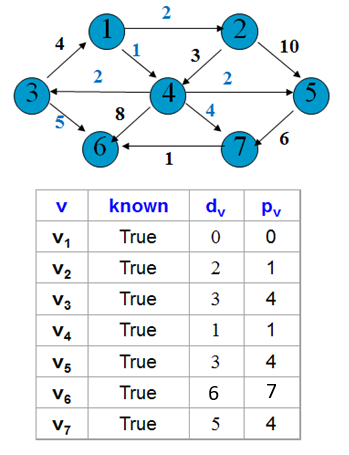 2
1 2
4 1 3 10
2 2
3 4 5
5 8 4 6
6 7
1
v known dv pv
v1 True 0 0
v2 True 2 1
v3 True 3 4
v4 True 1 1
v5 True 3 4
v6 True 6 7
v7 True 5 4